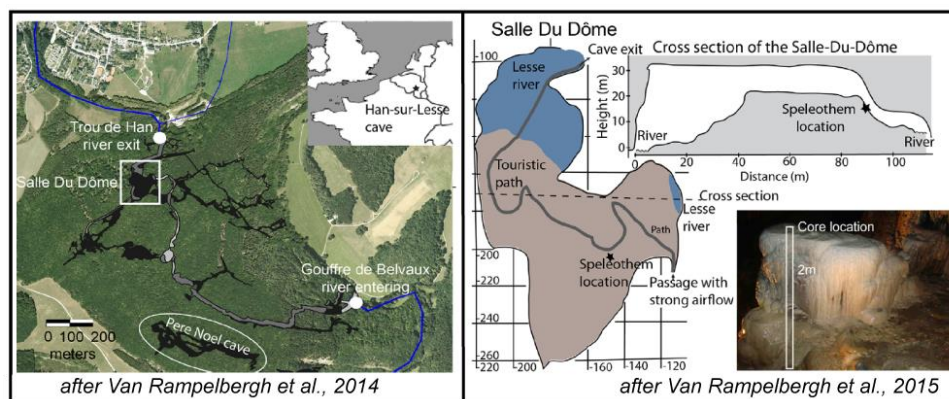 Trou de Han
river exit
Salle Du Dôme
Han-sur-Lesse
cave
Gouffre de Belvaux
river entering
Pere Noel cave
0 100 200
meters
after Van Rampelbergh et al., 2014
Salle Du Dôme
-100
Lesse
river
Cave exit
Touristic
path
Path
Cross section
Lesse
river
Speleothem
location
Passage with
strong airflow
-200
-220
-260
-220
-200
-160
-140
-120
Cross section of the Salle-Du-Dôme
Height (m)
30
20
10
0
River
Speleothem
location
River
0 20 40 60 80 100
Distance (m)
Core location
2m
after Van Rampelbergh et al., 2015